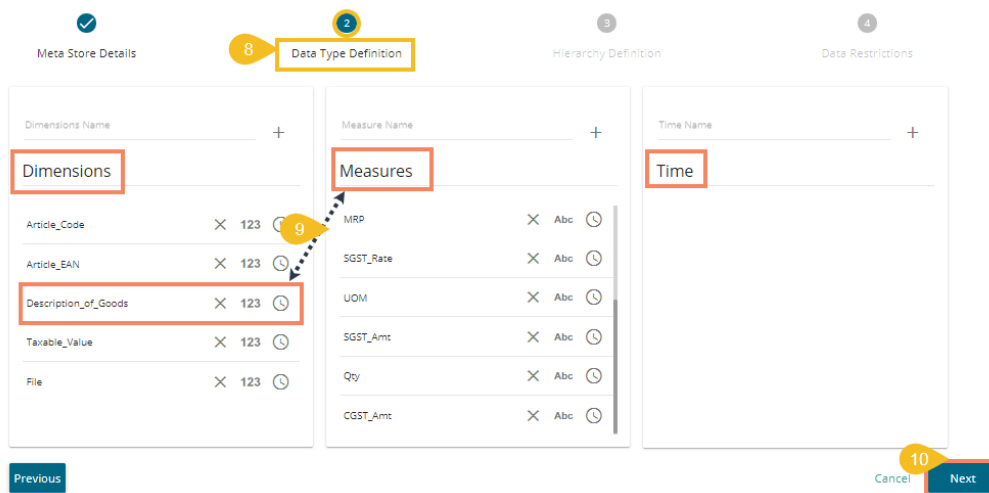 2 3 4
8
Meta Store Details Data Type Definition Hierarchy Definition Data Restrictions
Dimensions Name Measure Name Time Name
Dimensions Measures Time
Article_Code 123
Article_EAN 123
Description_of_Goods 123
Taxable_Value 123
File 123
9
MRP Abc
SGST_Rate Abc
UOM Abc
SGST_Amt Abc
Qty Abc
CGST_Amt Abc
10
Previous Cancel Next